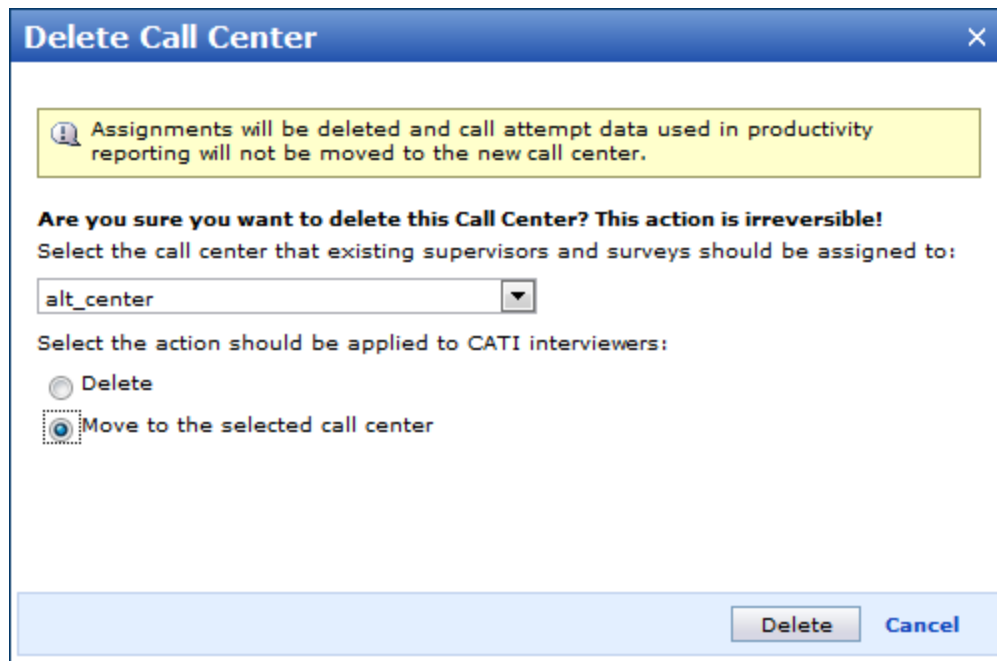 Delete Call Center
Assignments will be deleted and call attempt data used in productivity
reporting will not be moved to the new call center.
Are you sure you want to delete this Call Center? This action is irreversible!
Select the call center that existing supervisors and surveys should be assigned to:
alt_center
Select the action should be applied to CATI interviewers:
Delete
Move to the selected call center
Delete Cancel